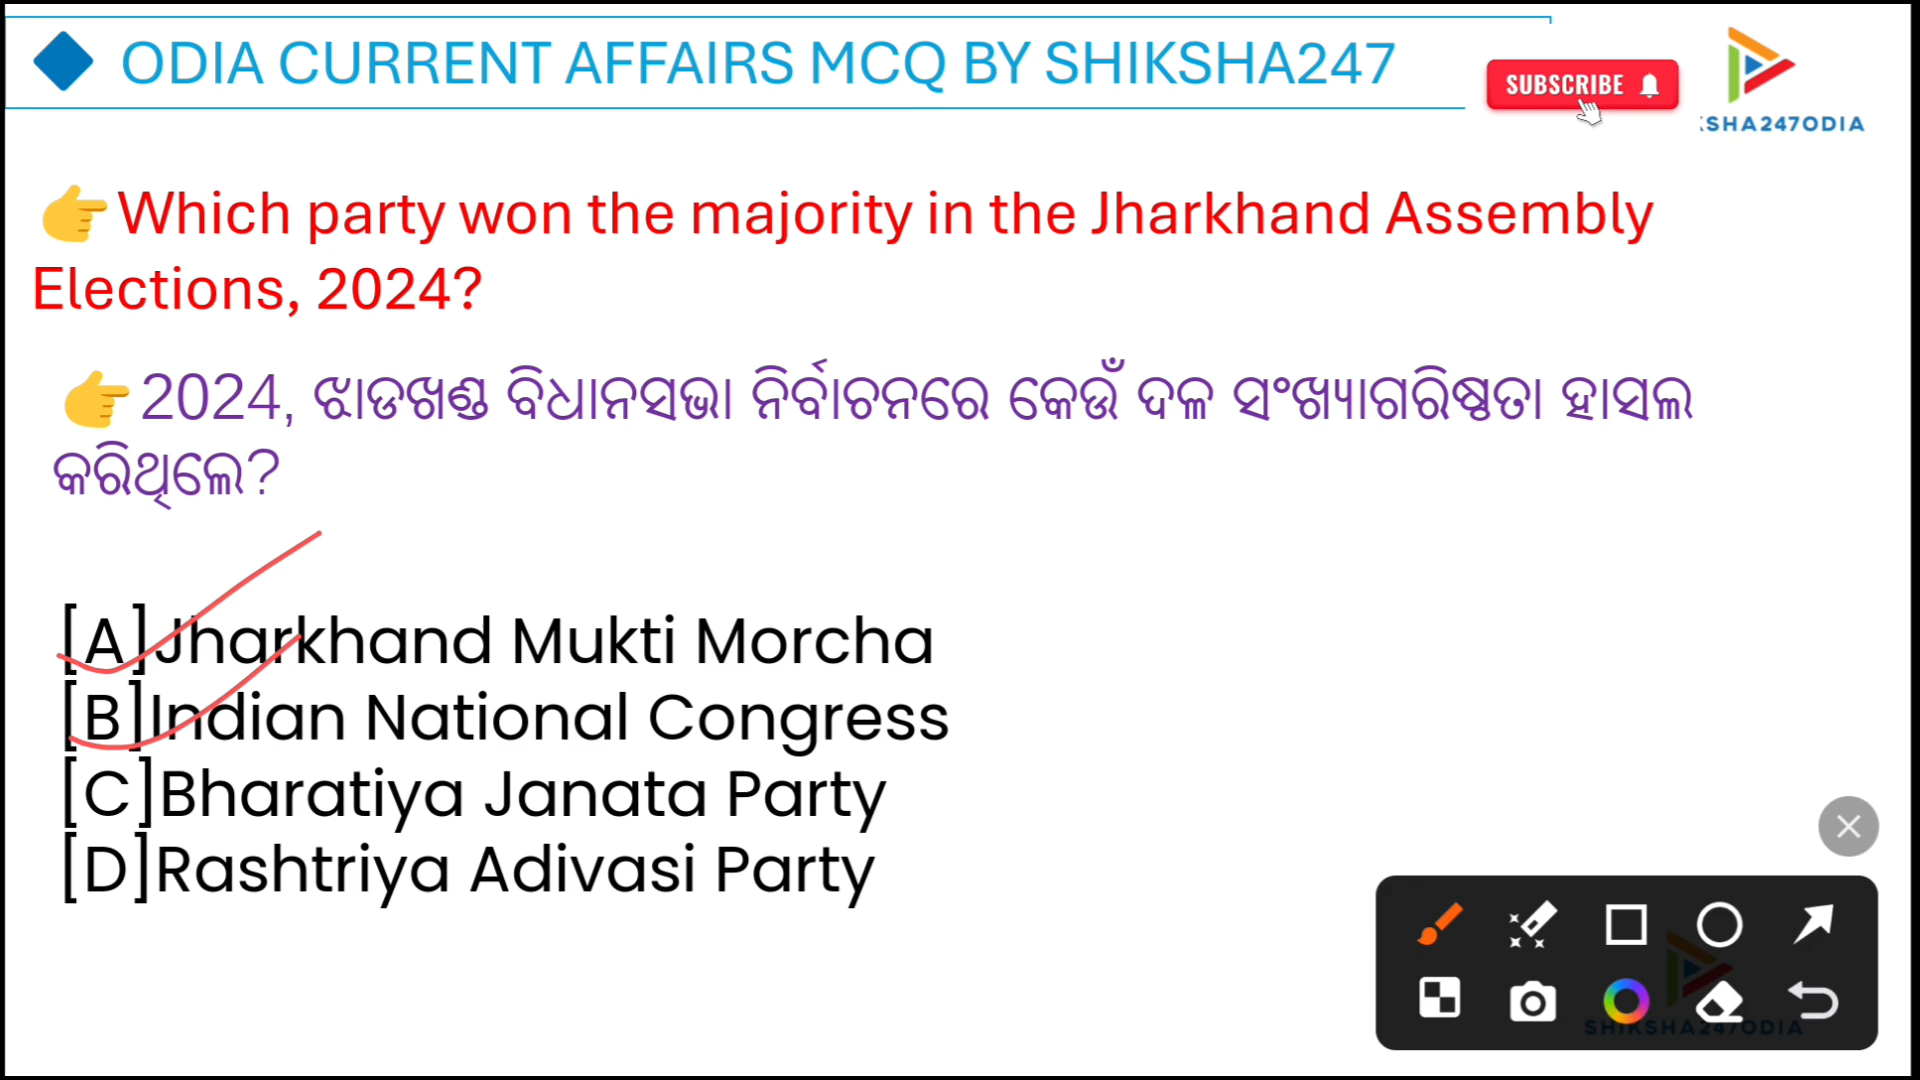 ODIA CURRENT AFFAIRS MCQ BY SHIKSHA247
SUBSCRIBE
KSHA247ODIA
👉Which party won the majority in the Jharkhand Assembly
Elections, 2024?
👉2024, ଝାଡଖଣ୍ଡ ବିଧାନସଭା ନିର୍ବାଚନରେ କେଉଁ ଦଳ ସଂଖ୍ୟାଗରିଷ୍ଠତା ହାସଲ
କରିଥିଲେ?
[A]Jharkhand Mukti Morcha
[B]Indian National Congress
[C]Bharatiya Janata Party
[D]Rashtriya Adivasi Party
SHIKSHA247ODIA